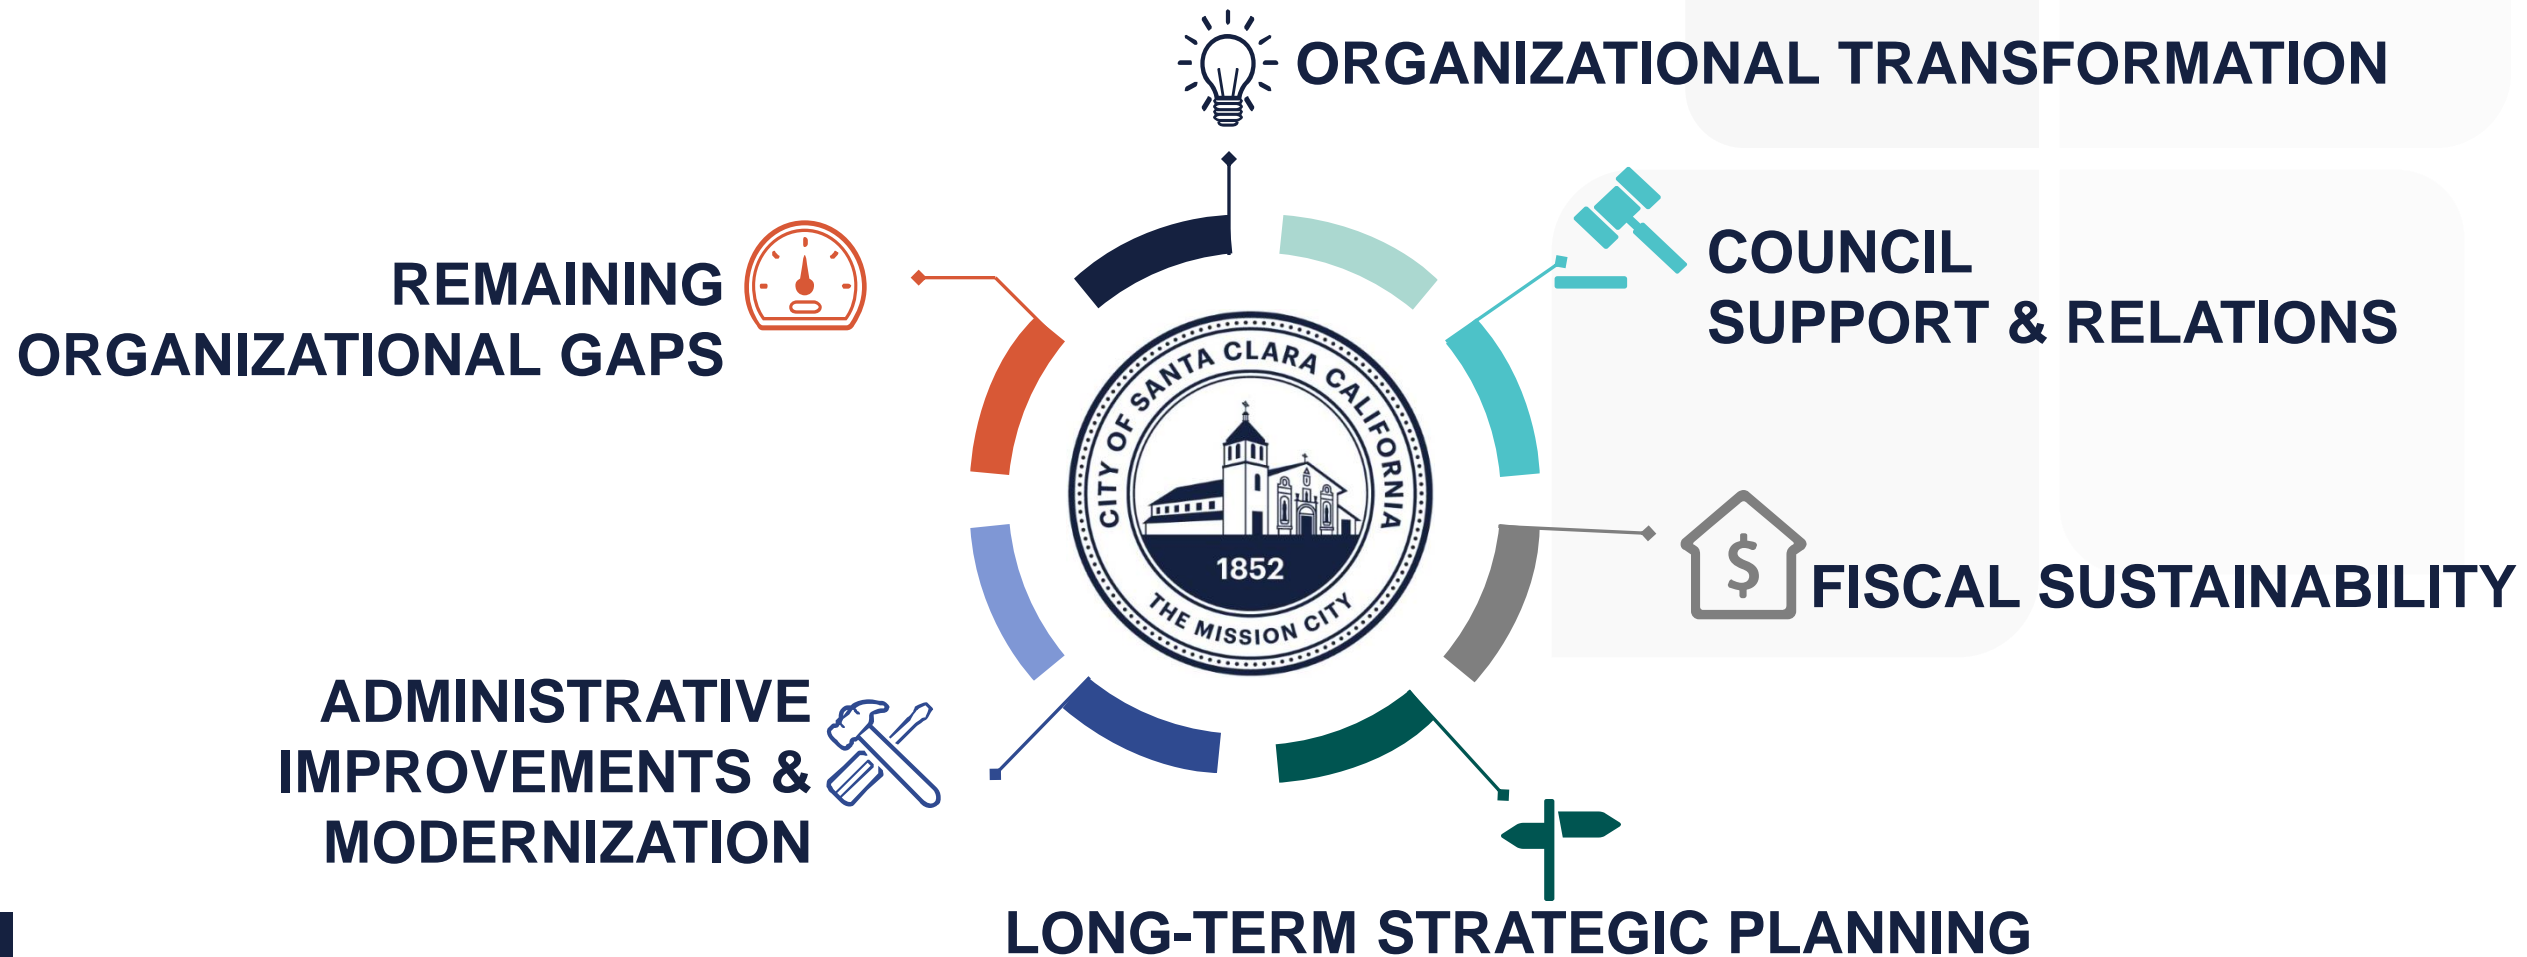 ORGANIZATIONAL TRANSFORMATION
COUNCIL
SUPPORT & RELATIONS
REMAINING
ORGANIZATIONAL GAPS
CITY OF SANTA CLARA CALIFORNIA
1852
THE MISSION CITY
$
FISCAL SUSTAINABILITY
ADMINISTRATIVE
IMPROVEMENTS &
MODERNIZATION
LONG-TERM STRATEGIC PLANNING